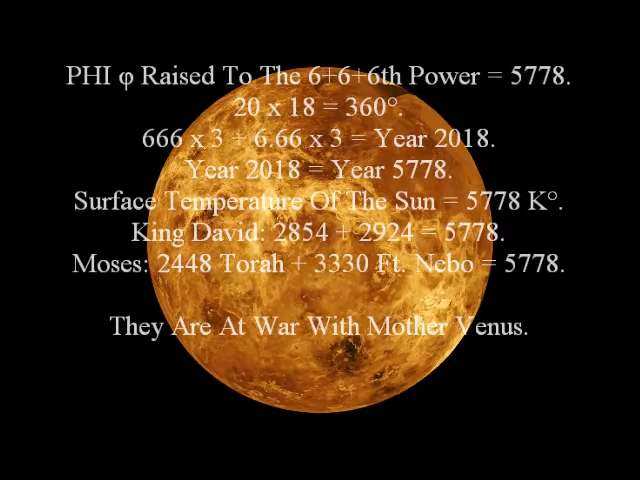 PHI φ Raised To The 6+6+6th Power = 5778.
20 x 18 = 360°.
666 x 3 + 6.66 x 3 = Year 2018.
Year 2018 = Year 5778.
Surface Temperature Of The Sun = 5778 K°.
King David: 2854 + 2924 = 5778.
Moses: 2448 Torah + 3330 Ft. Nebo = 5778.
They Are At War With Mother Venus.